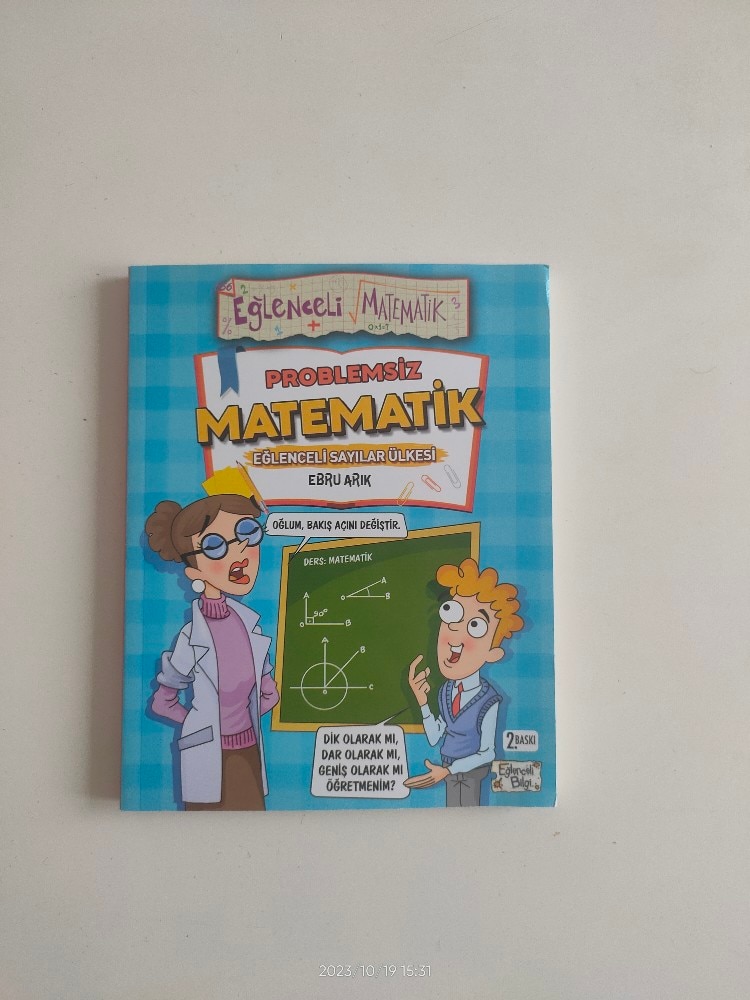 Eğlenceli Matematik
PROBLEMSİZ
MATEMATİK
EĞLENCELİ SAYILAR ÜLKESİ
EBRU ARIK
OĞLUM, BAKIŞ AÇINI DEĞİŞTİR.
DERS: MATEMATİK
A
O B
A
90°
O B
A
B
O C
DİK OLARAK MI,
DAR OLARAK MI,
GENİŞ OLARAK MI
ÖĞRETMENİM?
2. BASKI
Eğlenceli
Bilgi
2023.10.19 15:31